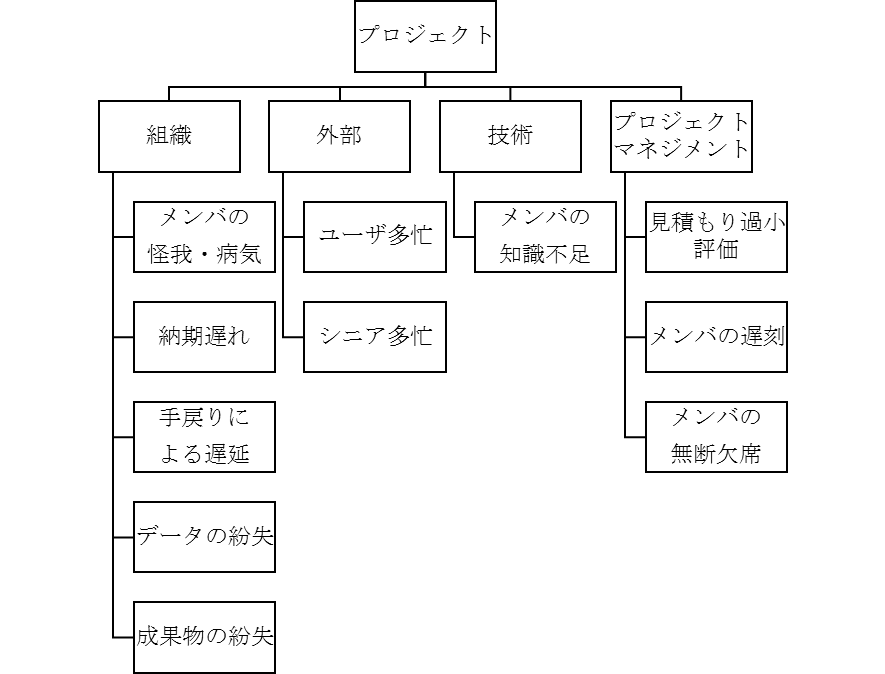 プロジェクト
組織
外部
技術
プロジェクト
マネジメント
メンバの
怪我・病気
ユーザ多忙
メンバの
知識不足
見積もり過小
評価
納期遅れ
シニア多忙
メンバの遅刻
手戻りに
よる遅延
メンバの
無断欠席
データの紛失
成果物の紛失